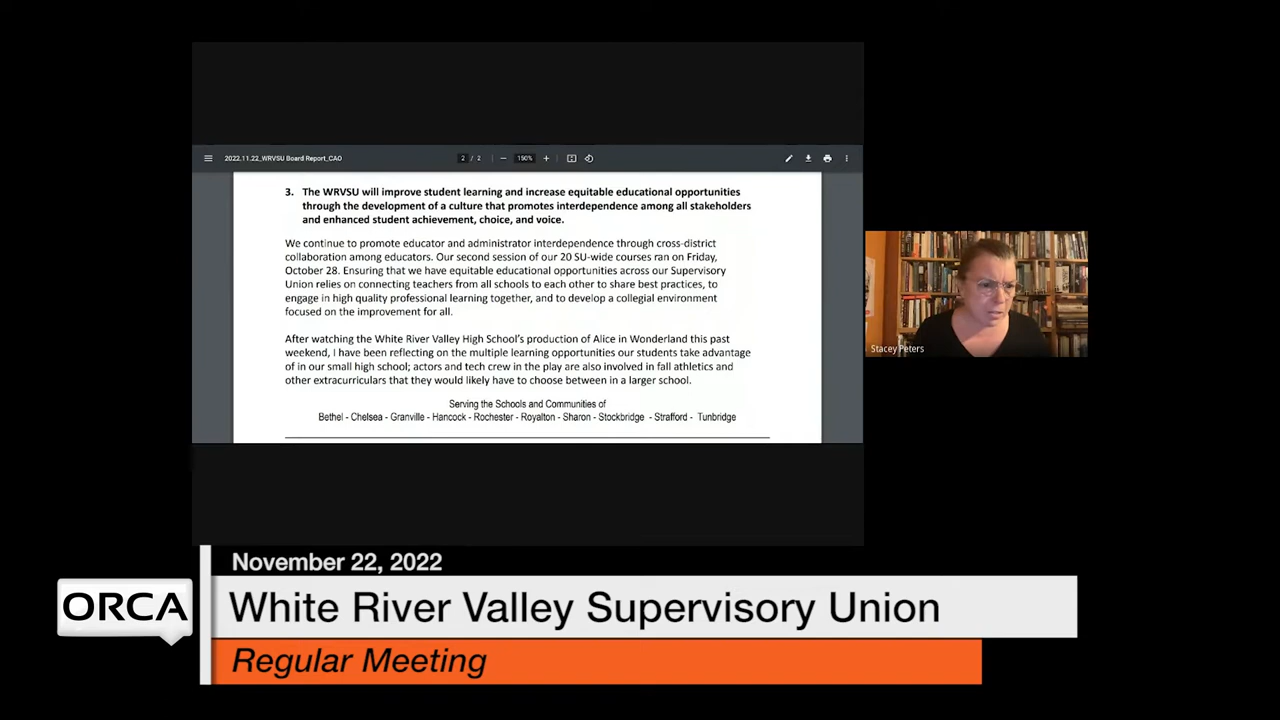 2022.11.22_WRVSU Board Report_CAO
2 / 2
150%
3. The WRVSU will improve student learning and increase equitable educational opportunities
through the development of a culture that promotes interdependence among all stakeholders
and enhanced student achievement, choice, and voice.
We continue to promote educator and administrator interdependence through cross-district
collaboration among educators. Our second session of our 20 SU-wide courses ran on Friday,
October 28. Ensuring that we have equitable educational opportunities across our Supervisory
Union relies on connecting teachers from all schools to each other to share best practices, to
engage in high quality professional learning together, and to develop a collegial environment
focused on the improvement for all.
After watching the White River Valley High School's production of Alice in Wonderland this past
weekend, I have been reflecting on the multiple learning opportunities our students take advantage
of in our small high school; actors and tech crew in the play are also involved in fall athletics and
other extracurriculars that they would likely have to choose between in a larger school.
Serving the Schools and Communities of
Bethel - Chelsea - Granville - Hancock - Rochester - Royalton - Sharon - Stockbridge - Strafford - Tunbridge
Stacey Peters
November 22, 2022
ORCA
White River Valley Supervisory Union
Regular Meeting